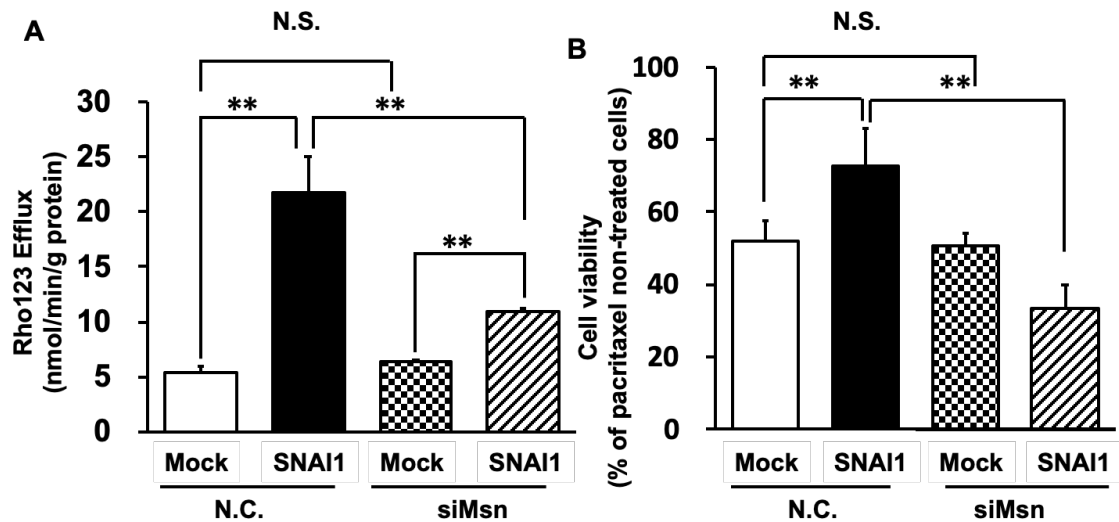 A
N.S.
**
**
**
30
25
20
15
10
5
0
Rho123 Efflux
(nmol/min/g protein)
Mock
SNAI1
Mock
SNAI1
N.C.
siMsn
B
N.S.
**
**
100
80
60
40
20
0
Cell viability
(% of pacritaxel non-treated cells)
Mock
SNAI1
Mock
SNAI1
N.C.
siMsn